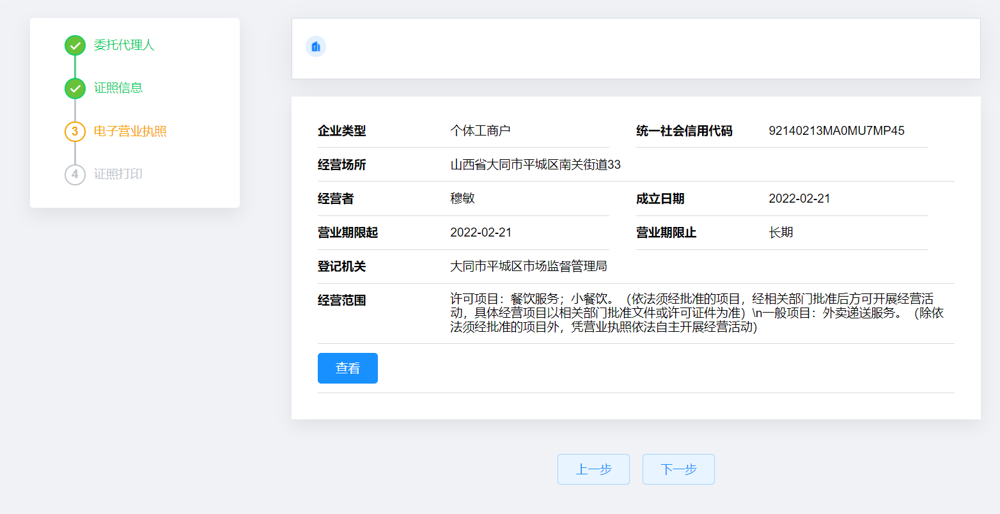 委托代理人
证照信息
3 电子营业执照
4 证照打印
企业类型 个体工商户 统一社会信用代码 92140213MA0MU7MP45
经营场所 山西省大同市平城区南关街道33
经营者 穆敏 成立日期 2022-02-21
营业期限起 2022-02-21 营业期限止 长期
登记机关 大同市平城区市场监督管理局
经营范围 许可项目：餐饮服务；小餐饮。（依法须经批准的项目，经相关部门批准后方可开展经营活
动，具体经营项目以相关部门批准文件或许可证件为准）\n一般项目：外卖递送服务。（除依
法须经批准的项目外，凭营业执照依法自主开展经营活动）
查看
上一步 下一步